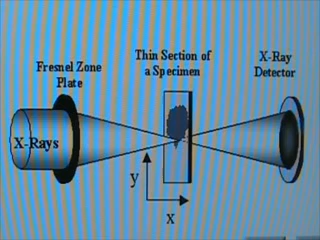 Thin Section of
a Specimen
X-Ray
Detector
Fresnel Zone
Plate
X-Rays
y
x